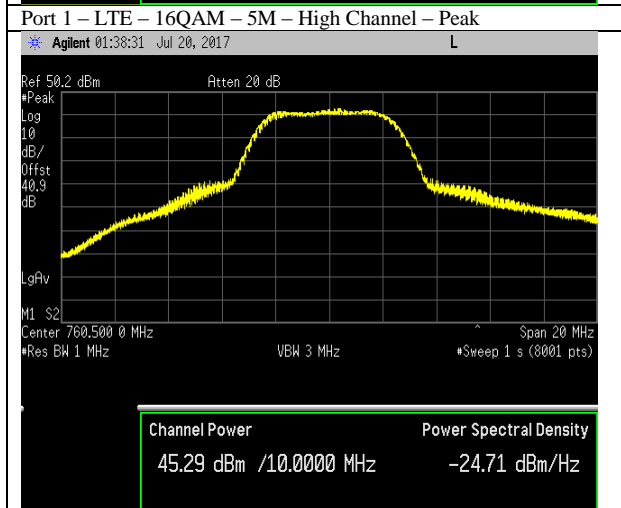 Port 1 – LTE – 16QAM – 5M – High Channel – Peak
Agilent 01:38:31 Jul 20, 2017 L
Ref 50.2 dBm Atten 20 dB
#Peak
Log
10
dB/
Offst
40.9
dB
LgAv
M1 S2
Center 760.500 0 MHz Span 20 MHz
#Res BW 1 MHz VBW 3 MHz #Sweep 1 s (8001 pts)
Channel Power Power Spectral Density
45.29 dBm /10.0000 MHz -24.71 dBm/Hz